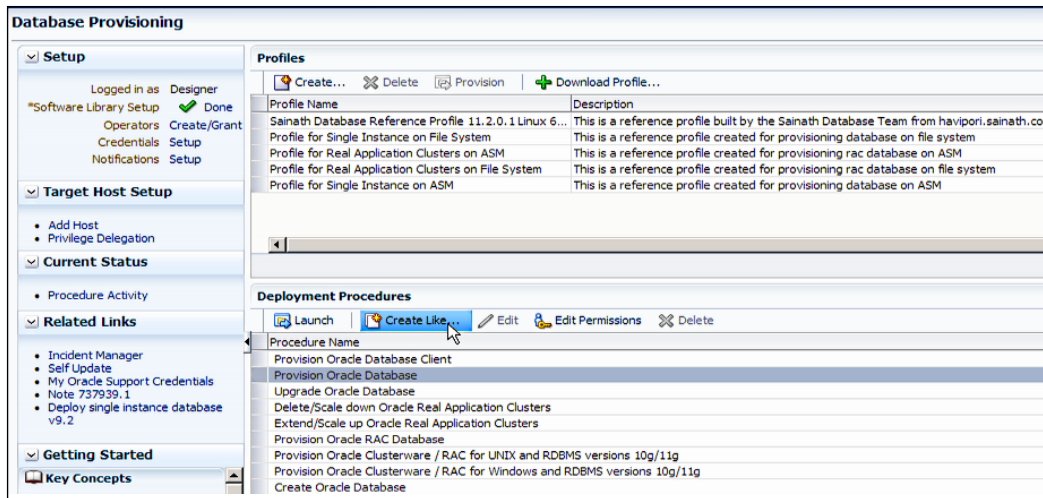 Database Provisioning
Setup
Logged in as Designer
*Software Library Setup Done
Operators Create/Grant
Credentials Setup
Notifications Setup
Target Host Setup
Add Host
Privilege Delegation
Current Status
Procedure Activity
Related Links
Incident Manager
Self Update
My Oracle Support Credentials
Note 737939.1
Deploy single instance database
v9.2
Getting Started
Key Concepts
Profiles
Create... Delete Provision Download Profile...
Profile Name Description
Sainath Database Reference Profile 11.2.0.1 Linux 6... This is a reference profile built by the Sainath Database Team from havipori.sainath.co
Profile for Single Instance on File System This is a reference profile created for provisioning database on file system
Profile for Real Application Clusters on ASM This is a reference profile created for provisioning rac database on ASM
Profile for Real Application Clusters on File System This is a reference profile created for provisioning rac database on file system
Profile for Single Instance on ASM This is a reference profile created for provisioning database on ASM
Deployment Procedures
Launch Create Like... Edit Edit Permissions Delete
Procedure Name
Provision Oracle Database Client
Provision Oracle Database
Upgrade Oracle Database
Delete/Scale down Oracle Real Application Clusters
Extend/Scale up Oracle Real Application Clusters
Provision Oracle RAC Database
Provision Oracle Clusterware / RAC for UNIX and RDBMS versions 10g/11g
Provision Oracle Clusterware / RAC for Windows and RDBMS versions 10g/11g
Create Oracle Database